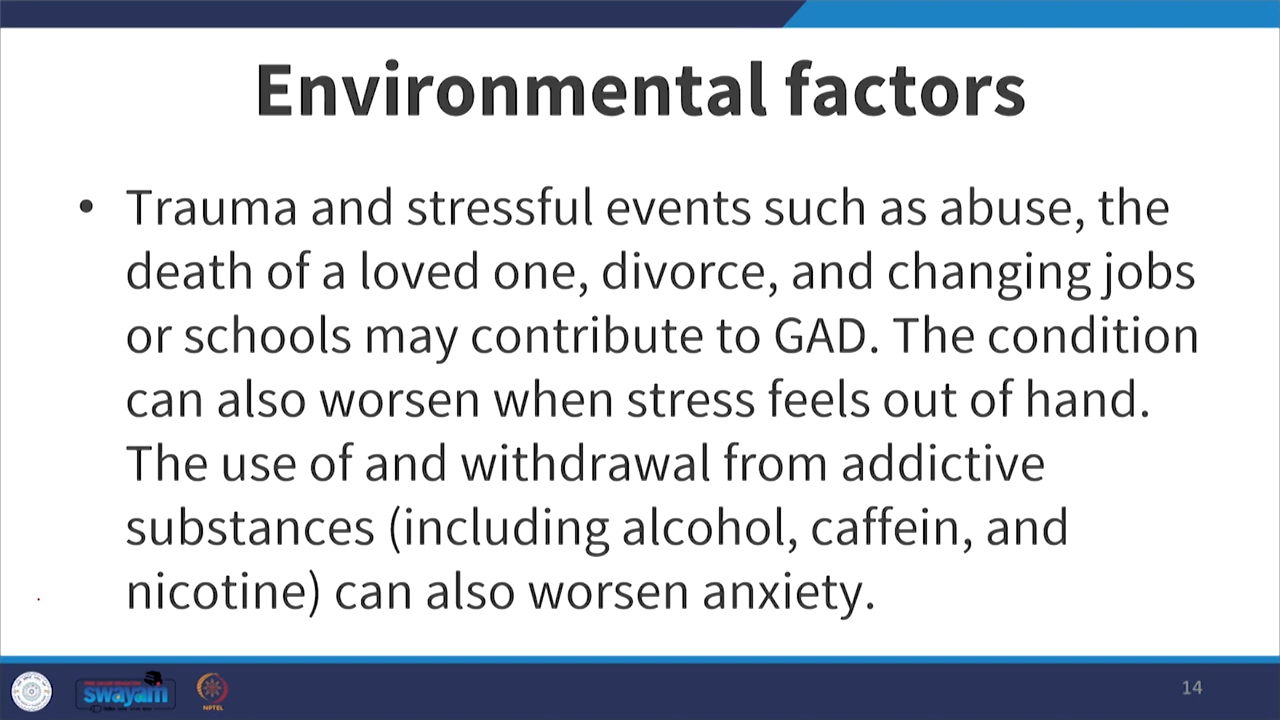 Environmental factors
• Trauma and stressful events such as abuse, the
death of a loved one, divorce, and changing jobs
or schools may contribute to GAD. The condition
can also worsen when stress feels out of hand.
The use of and withdrawal from addictive
substances (including alcohol, caffein, and
nicotine) can also worsen anxiety.
swayam
NPTEL
14